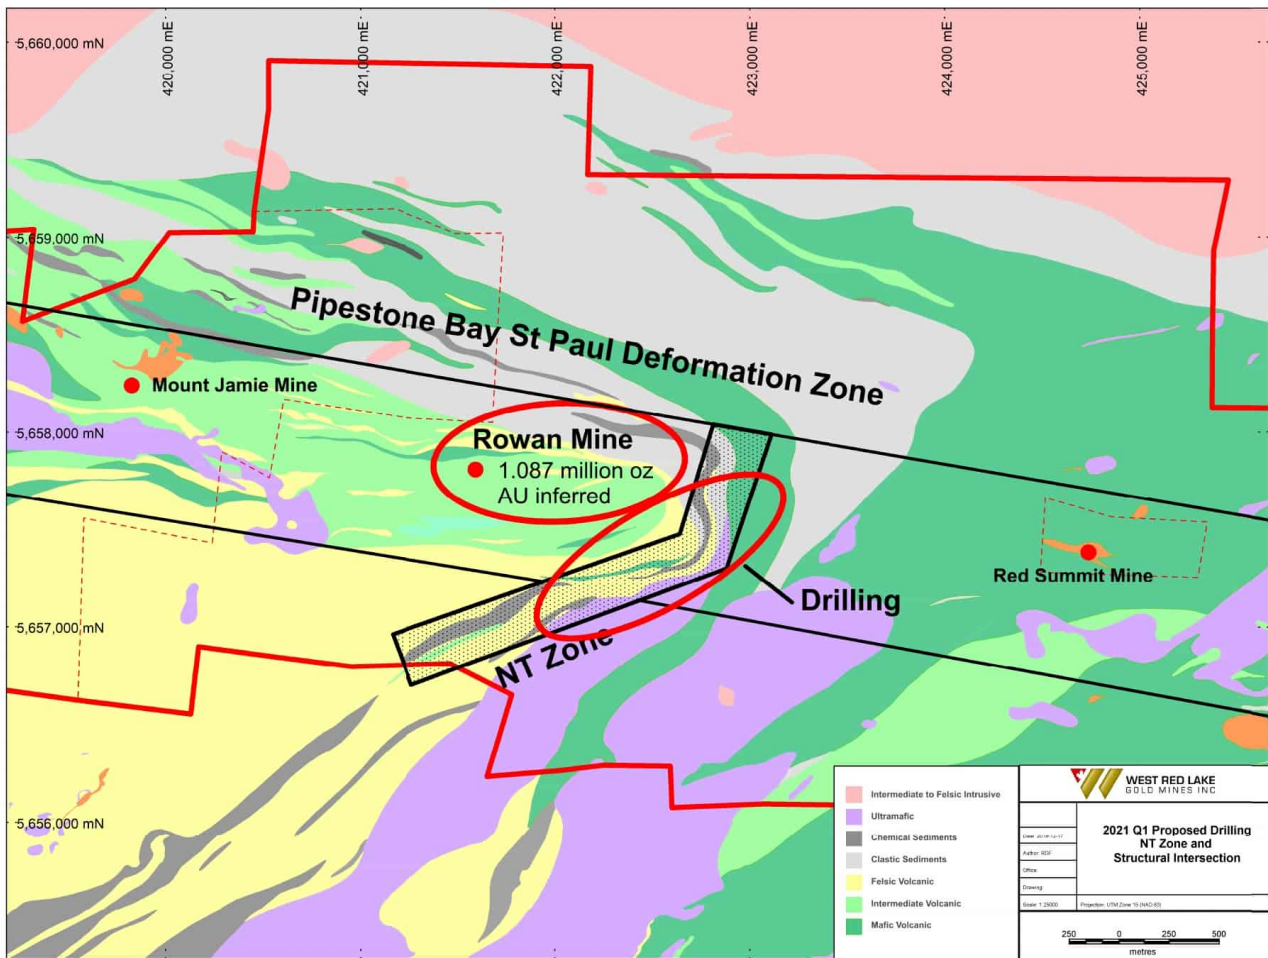 420,000 mE
421,000 mE
422,000 mE
423,000 mE
424,000 mE
425,000 mE
5,660,000 mN
5,659,000 mN
5,658,000 mN
5,657,000 mN
5,656,000 mN
Pipestone Bay St Paul Deformation Zone
Mount Jamie Mine
Rowan Mine
1.087 million oz
AU inferred
Red Summit Mine
Drilling
NT Zone
Intermediate to Felsic Intrusive
Ultramafic
Chemical Sediments
Clastic Sediments
Felsic Volcanic
Intermediate Volcanic
Mafic Volcanic
WEST RED LAKE
GOLD MINES INC
2021 Q1 Proposed Drilling
NT Zone and
Structural Intersection
Date:
Author: RDF
Office:
Drawing:
Scale: 1:25000
Projection: UTM Zone 15 (NAD 83)
250 0 250 500
metres